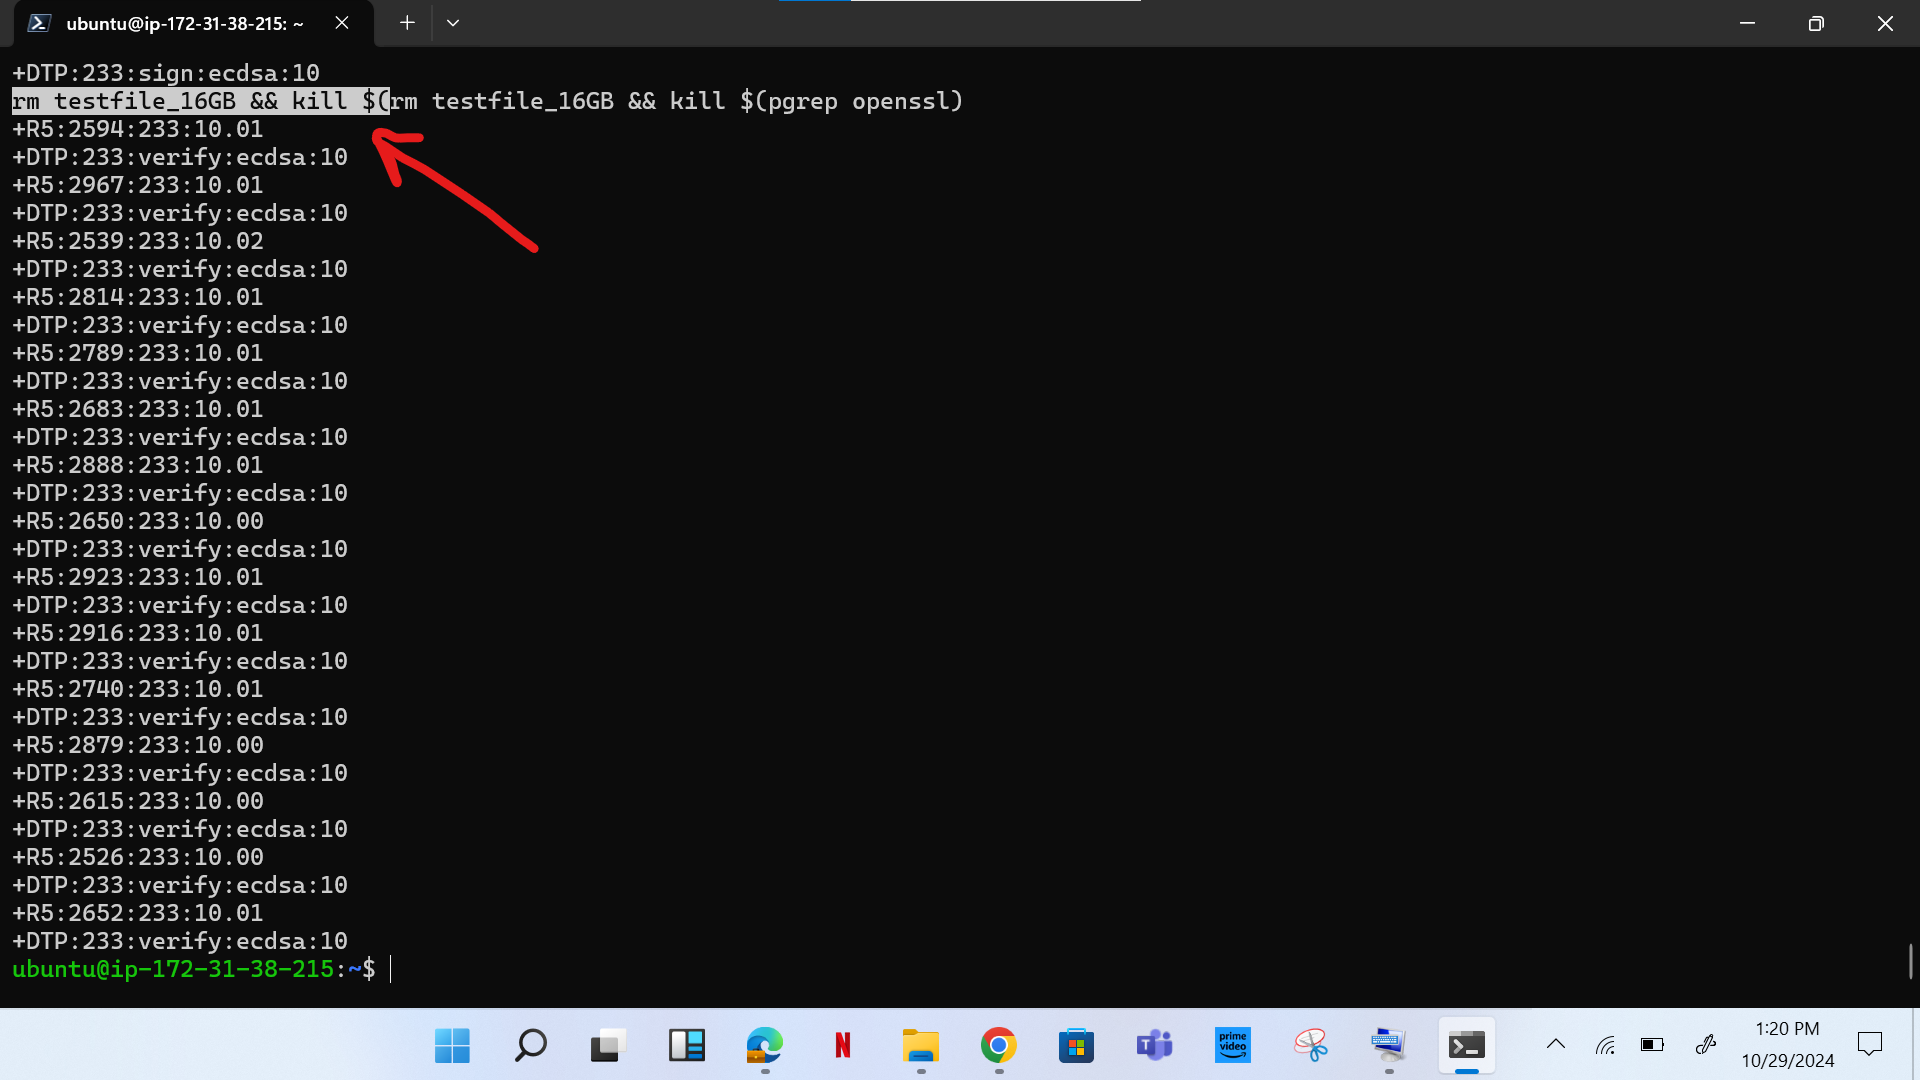 ubuntu@ip-172-31-38-215: ~
+DTP:233:sign:ecdsa:10
rm testfile_16GB && kill $(rm testfile_16GB && kill $(pgrep openssl)
+R5:2594:233:10.01
+DTP:233:verify:ecdsa:10
+R5:2967:233:10.01
+DTP:233:verify:ecdsa:10
+R5:2539:233:10.02
+DTP:233:verify:ecdsa:10
+R5:2814:233:10.01
+DTP:233:verify:ecdsa:10
+R5:2789:233:10.01
+DTP:233:verify:ecdsa:10
+R5:2683:233:10.01
+DTP:233:verify:ecdsa:10
+R5:2888:233:10.01
+DTP:233:verify:ecdsa:10
+R5:2650:233:10.00
+DTP:233:verify:ecdsa:10
+R5:2923:233:10.01
+DTP:233:verify:ecdsa:10
+R5:2916:233:10.01
+DTP:233:verify:ecdsa:10
+R5:2740:233:10.01
+DTP:233:verify:ecdsa:10
+R5:2879:233:10.00
+DTP:233:verify:ecdsa:10
+R5:2615:233:10.00
+DTP:233:verify:ecdsa:10
+R5:2526:233:10.00
+DTP:233:verify:ecdsa:10
+R5:2652:233:10.01
+DTP:233:verify:ecdsa:10
ubuntu@ip-172-31-38-215:~$
N
T
prime
video
1:20 PM
10/29/2024